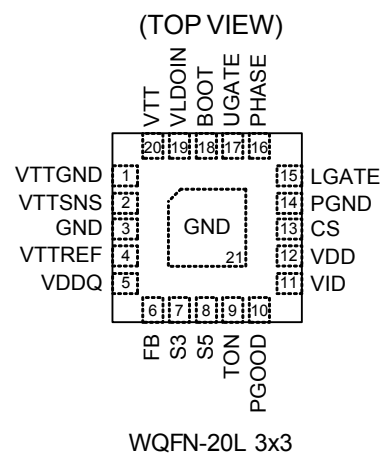 (TOP VIEW)
VTT
VLDOIN
BOOT
UGATE
PHASE
20 19 18 17 16
VTTGND 1 15 LGATE
VTTSNS 2 14 PGND
GND 3 GND 13 CS
VTTREF 4 21 12 VDD
VDDQ 5 11 VID
6 7 8 9 10
FB
S3
S5
TON
PGOOD
WQFN-20L 3x3